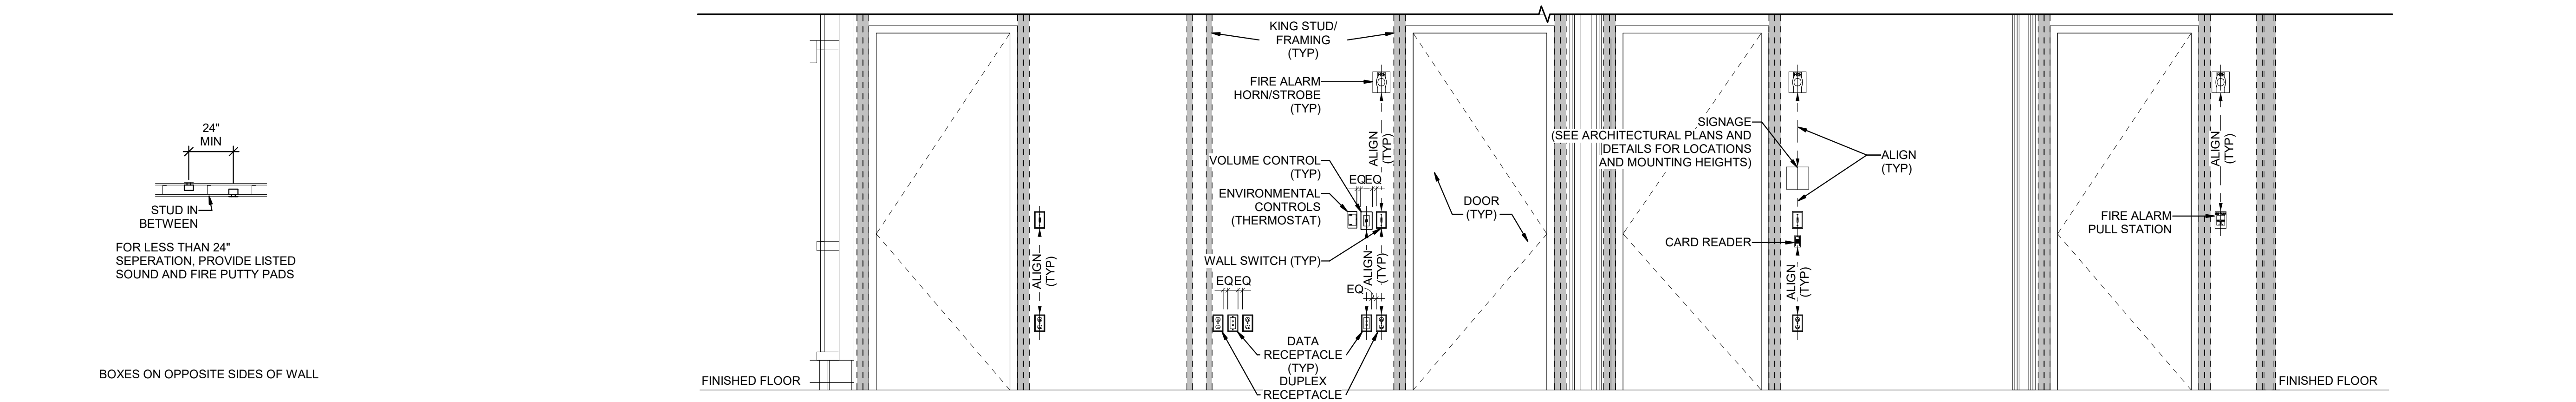 24"
MIN
STUD IN
BETWEEN
FOR LESS THAN 24"
SEPERATION, PROVIDE LISTED
SOUND AND FIRE PUTTY PADS
BOXES ON OPPOSITE SIDES OF WALL
FINISHED FLOOR
ALIGN
(TYP)
KING STUD/
FRAMING
(TYP)
FIRE ALARM
HORN/STROBE
(TYP)
ALIGN
(TYP)
VOLUME CONTROL
(TYP)
EQ EQ
ENVIRONMENTAL
CONTROLS
(THERMOSTAT)
WALL SWITCH (TYP)
ALIGN
(TYP)
EQ EQ
EQ
DATA
RECEPTACLE
(TYP)
DUPLEX
RECEPTACLE
DOOR
(TYP)
SIGNAGE
(SEE ARCHITECTURAL PLANS AND
DETAILS FOR LOCATIONS
AND MOUNTING HEIGHTS)
ALIGN
(TYP)
CARD READER
ALIGN
(TYP)
ALIGN
(TYP)
FIRE ALARM
PULL STATION
FINISHED FLOOR